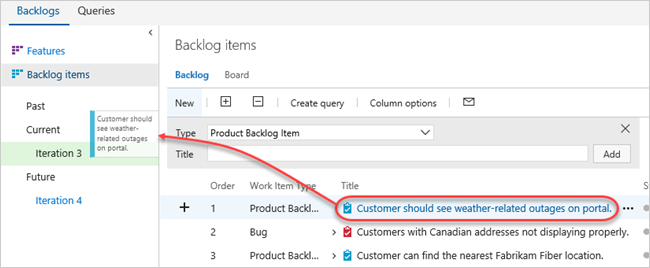 Backlogs Queries
Features
Backlog items
Past
Current
Iteration 3
Future
Iteration 4
Customer should
see weather-
related outages
on portal.
Backlog items
Backlog Board
New Create query Column options
Type Product Backlog Item
Title Add
Order Work Item Type Title S
1 Product Backl... Customer should see weather-related outages on portal. ...
2 Bug Customers with Canadian addresses not displaying properly.
3 Product Backl... Customer can find the nearest Fabrikam Fiber location.